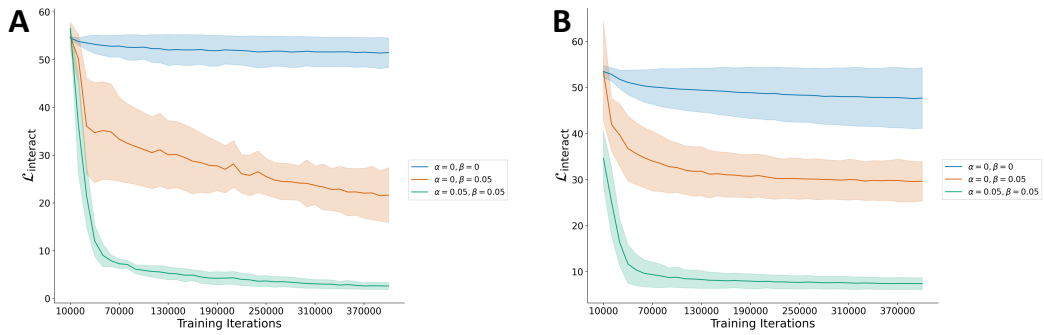 A
60
50
40
30
20
10
0
10000 70000 130000 190000 250000 310000 370000
Training Iterations
ℒinteract
α = 0, β = 0
α = 0, β = 0.05
α = 0.05, β = 0.05
B
60
50
40
30
20
10
10000 70000 130000 190000 250000 310000 370000
Training Iterations
ℒinteract
α = 0, β = 0
α = 0, β = 0.05
α = 0.05, β = 0.05